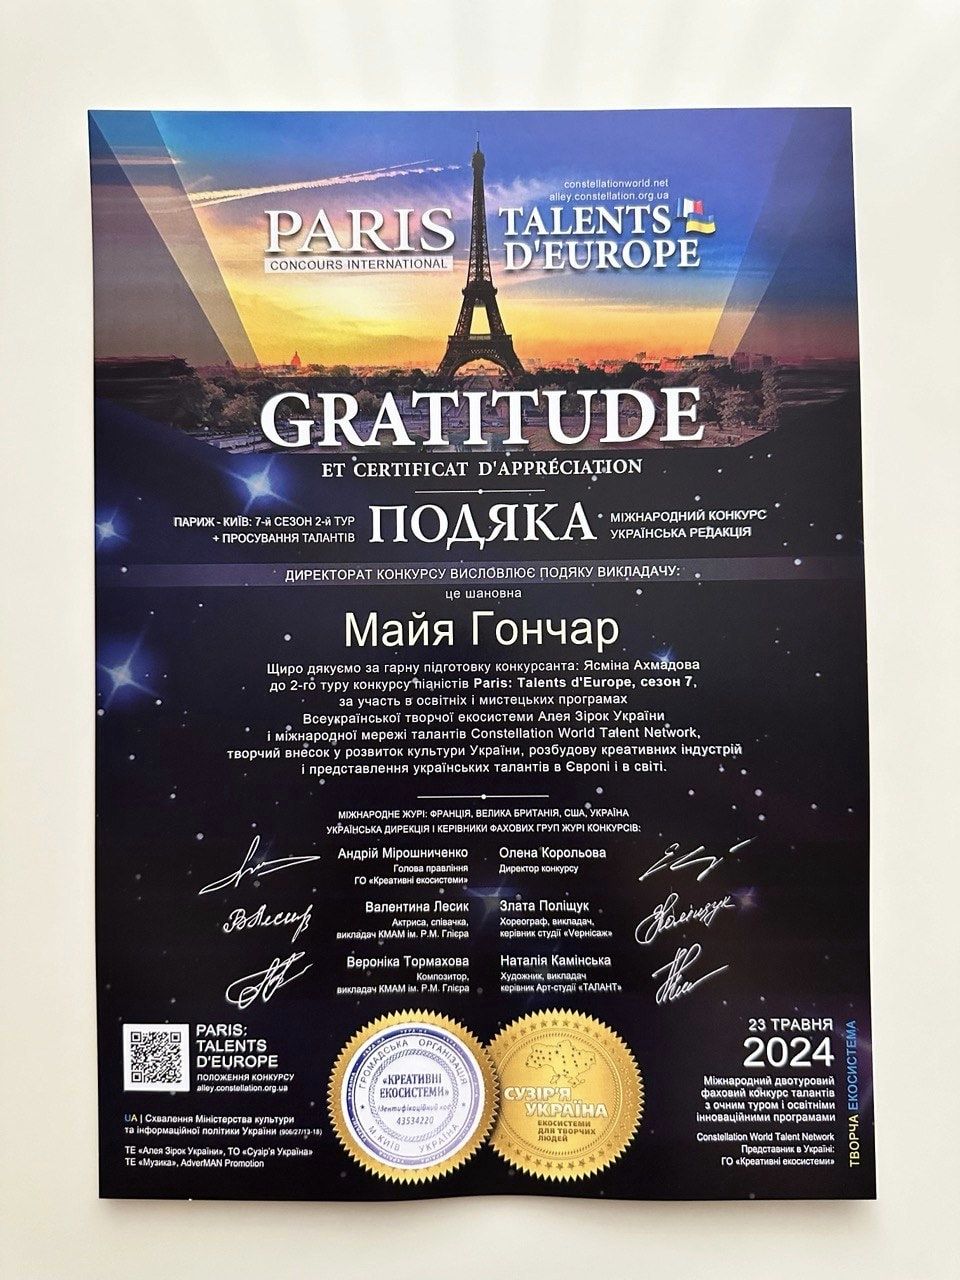 constellationworld.net
alley.constellation.org.ua
PARIS
CONCOURS INTERNATIONAL
TALENTS
D'EUROPE
GRATITUDE
ET CERTIFICAT D'APPRÉCIATION
ПАРИЖ - КИЇВ: 7-й СЕЗОН 2-й ТУР
+ ПРОСУВАННЯ ТАЛАНТІВ
ПОДЯКА
МІЖНАРОДНИЙ КОНКУРС
УКРАЇНСЬКА РЕДАКЦІЯ
ДИРЕКТОРАТ КОНКУРСУ ВИСЛОВЛЮЄ ПОДЯКУ ВИКЛАДАЧУ:
це шановна
Майя Гончар
Щиро дякуємо за гарну підготовку конкурсанта: Ясміна Ахмадова
до 2-го туру конкурсу піаністів Paris: Talents d'Europe, сезон 7,
за участь в освітніх і мистецьких програмах
Всеукраїнської творчої екосистеми Алея Зірок України
і міжнародної мережі талантів Constellation World Talent Network,
творчий внесок у розвиток культури України, розбудову креативних індустрій
і представлення українських талантів в Європі і в світі.
МІЖНАРОДНЕ ЖУРІ: ФРАНЦІЯ, ВЕЛИКА БРИТАНІЯ, США, УКРАЇНА
УКРАЇНСЬКА ДИРЕКЦІЯ І КЕРІВНИКИ ФАХОВИХ ГРУП ЖУРІ КОНКУРСІВ:
Андрій Мірошниченко
Голова правління
ГО «Креативні екосистеми»
Олена Корольова
Директор конкурсу
Валентина Лесик
Актриса, співачка,
викладач КМАМ ім. Р.М. Глієра
Злата Поліщук
Хореограф, викладач,
керівник студії «Верніcаж»
Вероніка Тормахова
Композитор,
викладач КМАМ ім. Р.М. Глієра
Наталія Камінська
Художник, викладач
керівник Арт-студії «ТАЛАНТ»
PARIS:
TALENTS
D'EUROPE
ПОЛОЖЕННЯ КОНКУРСУ
alley.constellation.org.ua
UA | Схвалення Міністерства культури
та інформаційної політики України (906/27/13-18)
ТЕ «Алея Зірок України», ТО «Сузір'я Україна»
ТЕ «Музика», AdverMAN Promotion
ГРОМАДСЬКА ОРГАНІЗАЦІЯ
«КРЕАТИВНІ
ЕКОСИСТЕМИ»
Ідентифікаційний код
43534220
М.КИЇВ УКРАЇНА
СУЗІР'Я
УКРАЇНА
ЕКОСИСТЕМИ
ДЛЯ ТВОРЧИХ
ЛЮДЕЙ
23 ТРАВНЯ
2024
Міжнародний двотуровий
фаховий конкурс талантів
з очним туром і освітніми
інноваційними програмами
Constellation World Talent Network
Представник в Україні:
ГО «Креативні екосистеми»
ТВОРЧА ЕКОСИСТЕМА